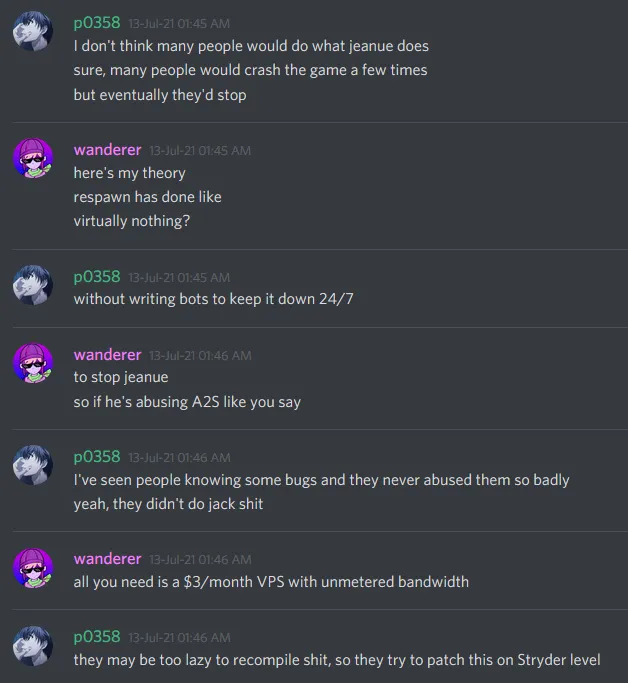 p0358 13-Jul-21 01:45 AM
I don't think many people would do what jeanue does
sure, many people would crash the game a few times
but eventually they'd stop
wanderer 13-Jul-21 01:45 AM
here's my theory
respawn has done like
virtually nothing?
p0358 13-Jul-21 01:45 AM
without writing bots to keep it down 24/7
wanderer 13-Jul-21 01:46 AM
to stop jeanue
so if he's abusing A2S like you say
p0358 13-Jul-21 01:46 AM
I've seen people knowing some bugs and they never abused them so badly
yeah, they didn't do jack shit
wanderer 13-Jul-21 01:46 AM
all you need is a $3/month VPS with unmetered bandwidth
p0358 13-Jul-21 01:46 AM
they may be too lazy to recompile shit, so they try to patch this on Stryder level